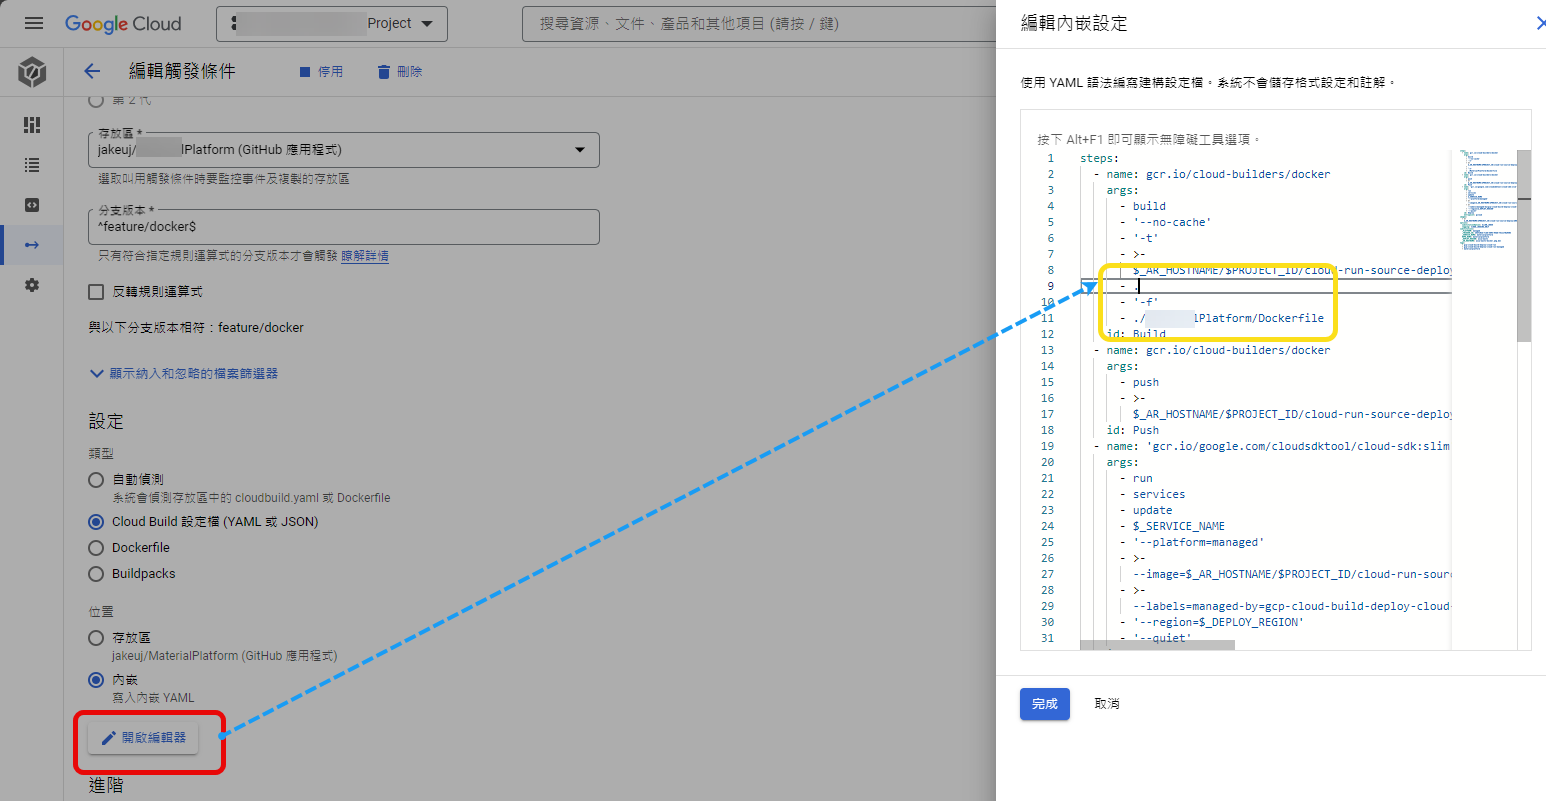 Google Cloud
Project
搜尋資源、文件、產品和其他項目 (請按 / 鍵)
編輯觸發條件
停用
刪除
第 2 代
存放區 *
jakeuj/ lPlatform (GitHub 應用程式)
選取叫用觸發條件時要監控事件及複製的存放區
分支版本 *
^feature/docker$
只有符合指定規則運算式的分支版本才會觸發 瞭解詳情
反轉規則運算式
與以下分支版本相符：feature/docker
顯示納入和忽略的檔案篩選器
設定
類型
自動偵測
系統會偵測存放區中的 cloudbuild.yaml 或 Dockerfile
Cloud Build 設定檔 (YAML 或 JSON)
Dockerfile
Buildpacks
位置
存放區
jakeuj/MaterialPlatform (GitHub 應用程式)
內嵌
寫入內嵌 YAML
開啟編輯器
進階
編輯內嵌設定
使用 YAML 語法編寫建構設定檔。系統不會儲存格式設定和註解。
按下 Alt+F1 即可顯示無障礙工具選項。
1 steps:
2 - name: gcr.io/cloud-builders/docker
3 args:
4 - build
5 - '--no-cache'
6 - '-t'
7 - >-
8 $_AR_HOSTNAME/$PROJECT_ID/cloud-run-source-deploy
9 - .
10 - '-f'
11 - ./ lPlatform/Dockerfile
12 id: Build
13 - name: gcr.io/cloud-builders/docker
14 args:
15 - push
16 - >-
17 $_AR_HOSTNAME/$PROJECT_ID/cloud-run-source-deploy
18 id: Push
19 - name: 'gcr.io/google.com/cloudsdktool/cloud-sdk:slim
20 args:
21 - run
22 - services
23 - update
24 - $_SERVICE_NAME
25 - '--platform=managed'
26 - >-
27 --image=$_AR_HOSTNAME/$PROJECT_ID/cloud-run-sour
28 - >-
29 --labels=managed-by=gcp-cloud-build-deploy-cloud-
30 - '--region=$_DEPLOY_REGION'
31 - '--quiet'
完成
取消